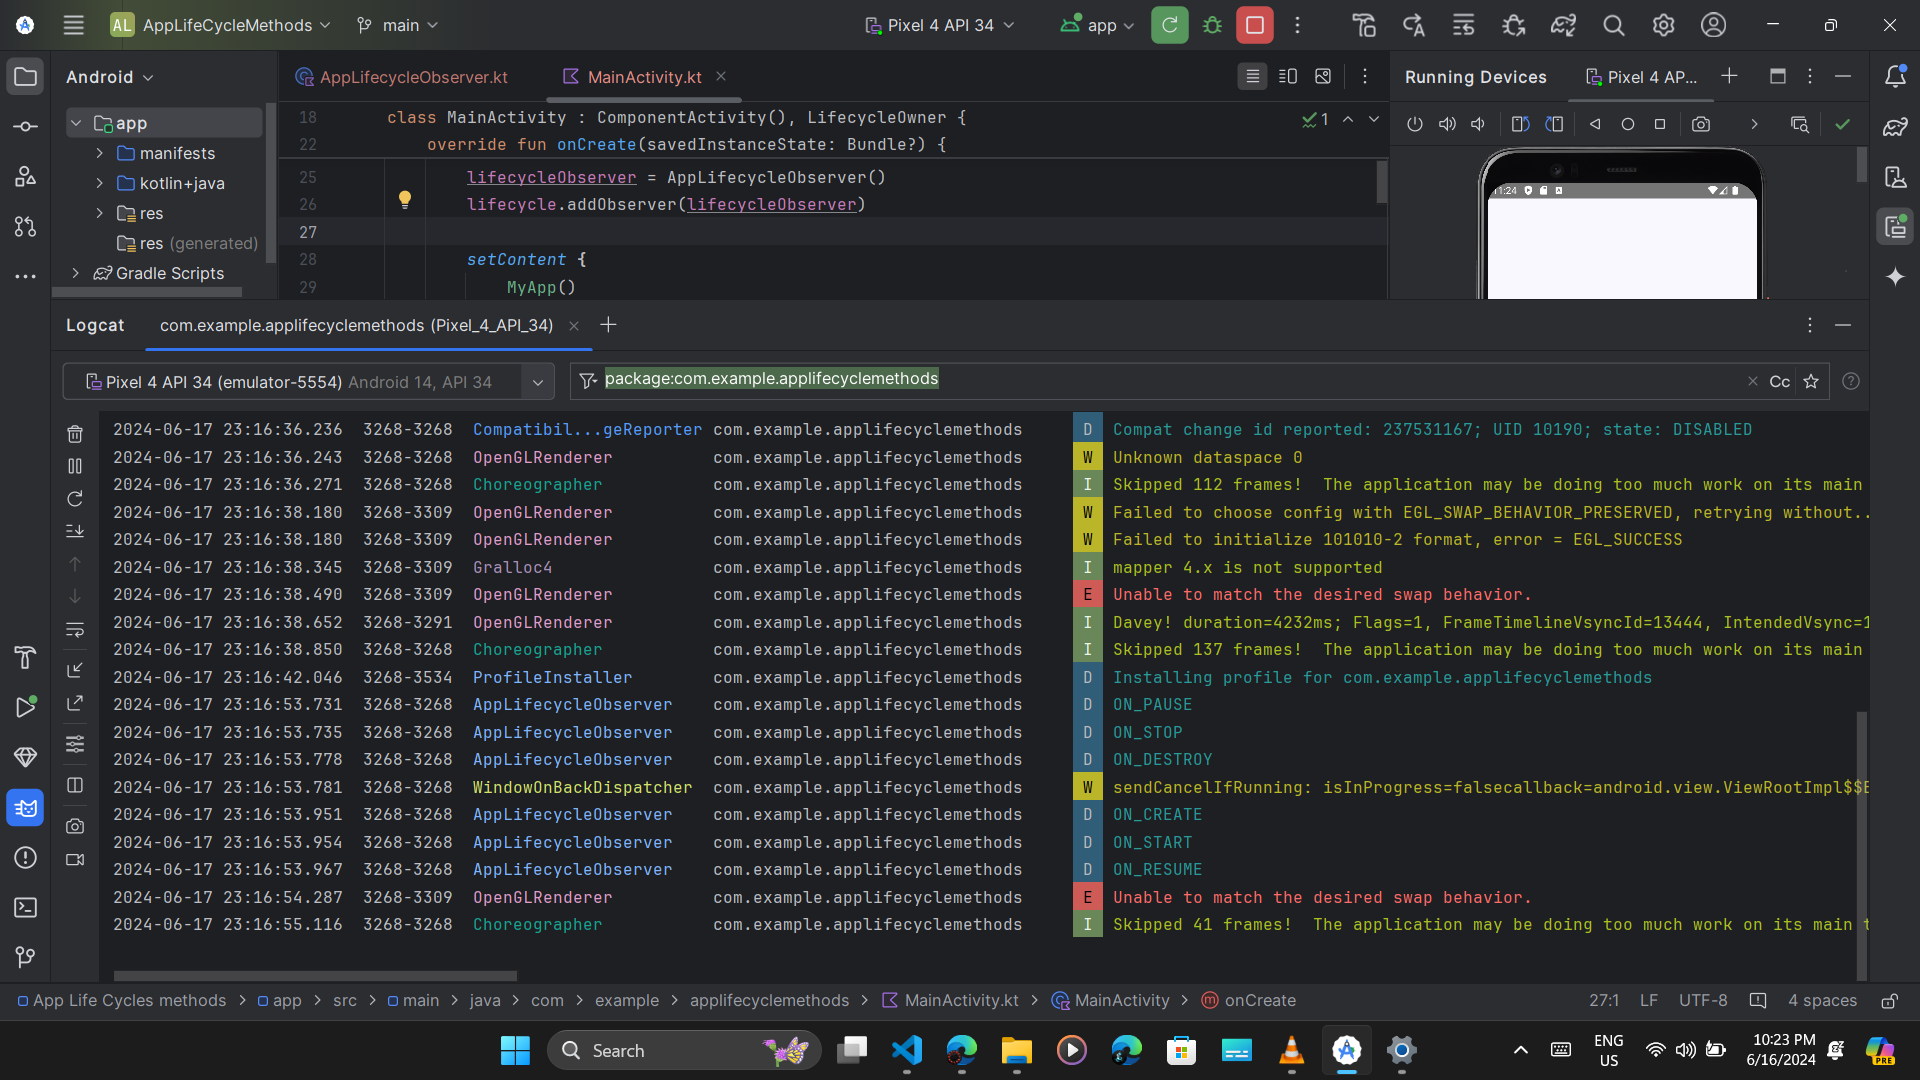 AL AppLifeCycleMethods main Pixel 4 API 34 app
Android
AppLifecycleObserver.kt MainActivity.kt
Running Devices Pixel 4 AP...
app
manifests
kotlin+java
res
res (generated)
Gradle Scripts
18 class MainActivity : ComponentActivity(), LifecycleOwner {
1
22 override fun onCreate(savedInstanceState: Bundle?) {
25 lifecycleObserver = AppLifecycleObserver()
26 lifecycle.addObserver(lifecycleObserver)
27
28 setContent {
29 MyApp()
11:24
Logcat com.example.applifecyclemethods (Pixel_4_API_34)
Pixel 4 API 34 (emulator-5554) Android 14, API 34
package:com.example.applifecyclemethods
Cc
2024-06-17 23:16:36.236 3268-3268 Compatibil...geReporter com.example.applifecyclemethods D Compat change id reported: 237531167; UID 10190; state: DISABLED
2024-06-17 23:16:36.243 3268-3268 OpenGLRenderer com.example.applifecyclemethods W Unknown dataspace 0
2024-06-17 23:16:36.271 3268-3268 Choreographer com.example.applifecyclemethods I Skipped 112 frames! The application may be doing too much work on its main
2024-06-17 23:16:38.180 3268-3309 OpenGLRenderer com.example.applifecyclemethods W Failed to choose config with EGL_SWAP_BEHAVIOR_PRESERVED, retrying without..
2024-06-17 23:16:38.180 3268-3309 OpenGLRenderer com.example.applifecyclemethods W Failed to initialize 101010-2 format, error = EGL_SUCCESS
2024-06-17 23:16:38.345 3268-3309 Gralloc4 com.example.applifecyclemethods I mapper 4.x is not supported
2024-06-17 23:16:38.490 3268-3309 OpenGLRenderer com.example.applifecyclemethods E Unable to match the desired swap behavior.
2024-06-17 23:16:38.652 3268-3291 OpenGLRenderer com.example.applifecyclemethods I Davey! duration=4232ms; Flags=1, FrameTimelineVsyncId=13444, IntendedVsync=1
2024-06-17 23:16:38.850 3268-3268 Choreographer com.example.applifecyclemethods I Skipped 137 frames! The application may be doing too much work on its main
2024-06-17 23:16:42.046 3268-3534 ProfileInstaller com.example.applifecyclemethods D Installing profile for com.example.applifecyclemethods
2024-06-17 23:16:53.731 3268-3268 AppLifecycleObserver com.example.applifecyclemethods D ON_PAUSE
2024-06-17 23:16:53.735 3268-3268 AppLifecycleObserver com.example.applifecyclemethods D ON_STOP
2024-06-17 23:16:53.778 3268-3268 AppLifecycleObserver com.example.applifecyclemethods D ON_DESTROY
2024-06-17 23:16:53.781 3268-3268 WindowOnBackDispatcher com.example.applifecyclemethods W sendCancelIfRunning: isInProgress=falsecallback=android.view.ViewRootImpl$$E
2024-06-17 23:16:53.951 3268-3268 AppLifecycleObserver com.example.applifecyclemethods D ON_CREATE
2024-06-17 23:16:53.954 3268-3268 AppLifecycleObserver com.example.applifecyclemethods D ON_START
2024-06-17 23:16:53.967 3268-3268 AppLifecycleObserver com.example.applifecyclemethods D ON_RESUME
2024-06-17 23:16:54.287 3268-3309 OpenGLRenderer com.example.applifecyclemethods E Unable to match the desired swap behavior.
2024-06-17 23:16:55.116 3268-3268 Choreographer com.example.applifecyclemethods I Skipped 41 frames! The application may be doing too much work on its main t
App Life Cycles methods > app > src > main > java > com > example > applifecyclemethods > MainActivity.kt > MainActivity > onCreate 27:1 LF UTF-8 4 spaces
Search
ENG
US
10:23 PM
6/16/2024
PRE